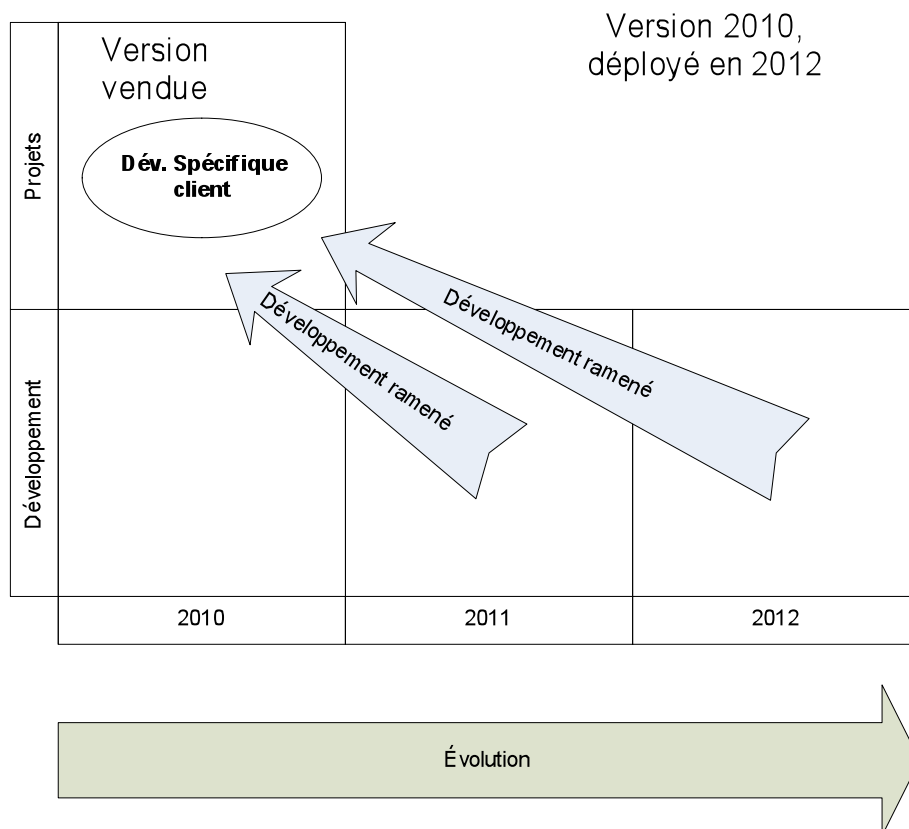 Version 2010,
déployé en 2012
Version
vendue
Projets
Dév. Spécifique
client
Développement ramené
Développement ramené
Développement
2010
2011
2012
Évolution